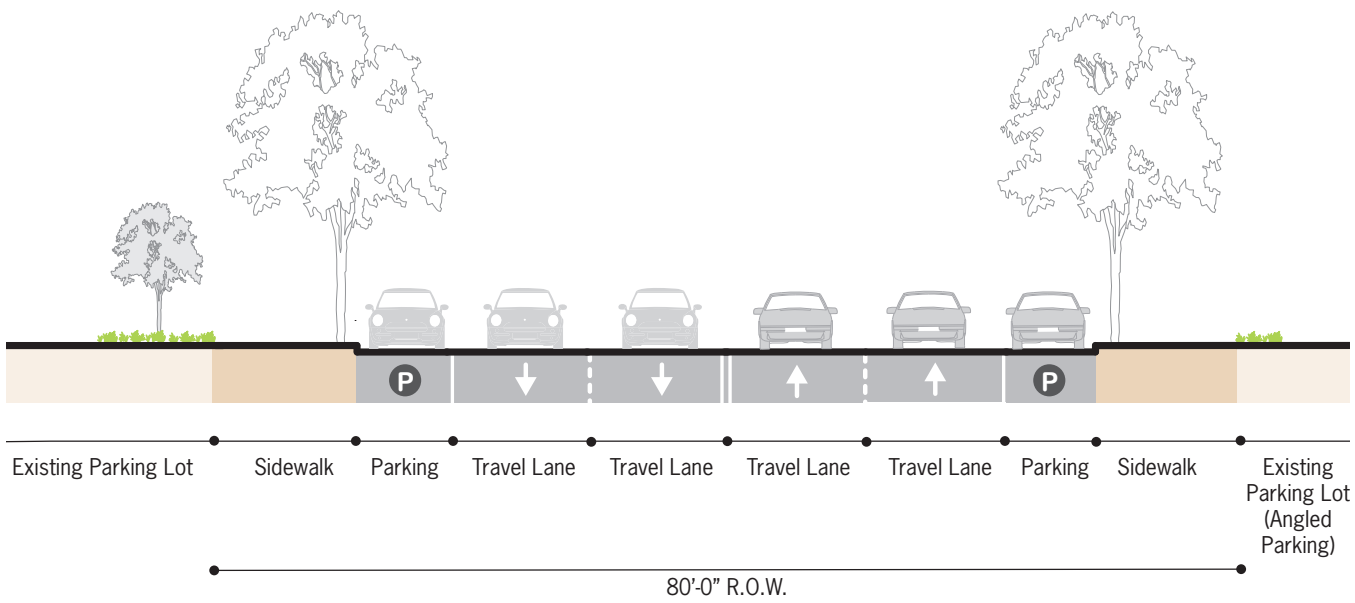 P
P
Existing Parking Lot
Sidewalk
Parking
Travel Lane
Travel Lane
Travel Lane
Travel Lane
Parking
Sidewalk
Existing
Parking Lot
(Angled
Parking)
80'-0" R.O.W.